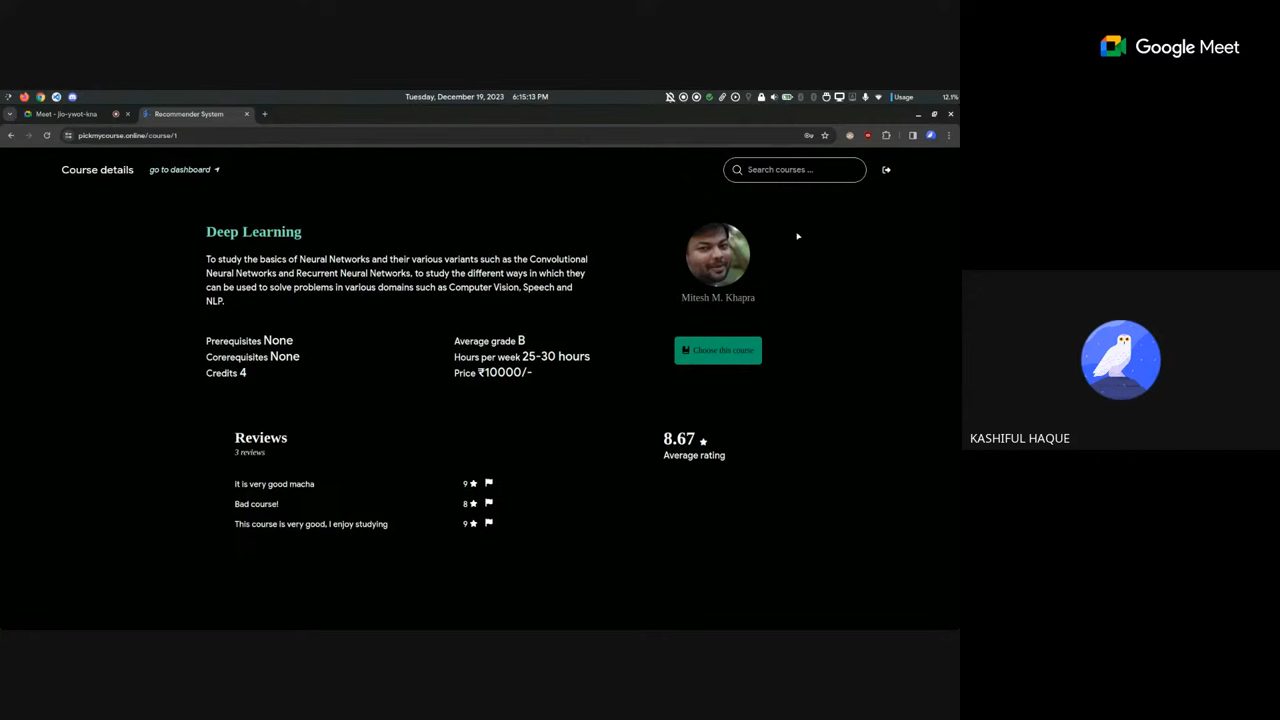 Google Meet
Tuesday, December 19, 2023 6:15:13 PM
Usage 12.1%
Meet - jio-ywot-kna
Recommender System
pickmycourse.online/course/1
Course details
go to dashboard
Search courses ...
Deep Learning
To study the basics of Neural Networks and their various variants such as the Convolutional
Neural Networks and Recurrent Neural Networks, to study the different ways in which they
can be used to solve problems in various domains such as Computer Vision, Speech and
NLP.
Mitesh M. Khapra
Prerequisites None
Corerequisites None
Credits 4
Average grade B
Hours per week 25-30 hours
Price ₹10000/-
Choose this course
Reviews
3 reviews
8.67
Average rating
it is very good macha 9
Bad course! 8
This course is very good, I enjoy studying 9
KASHIFUL HAQUE